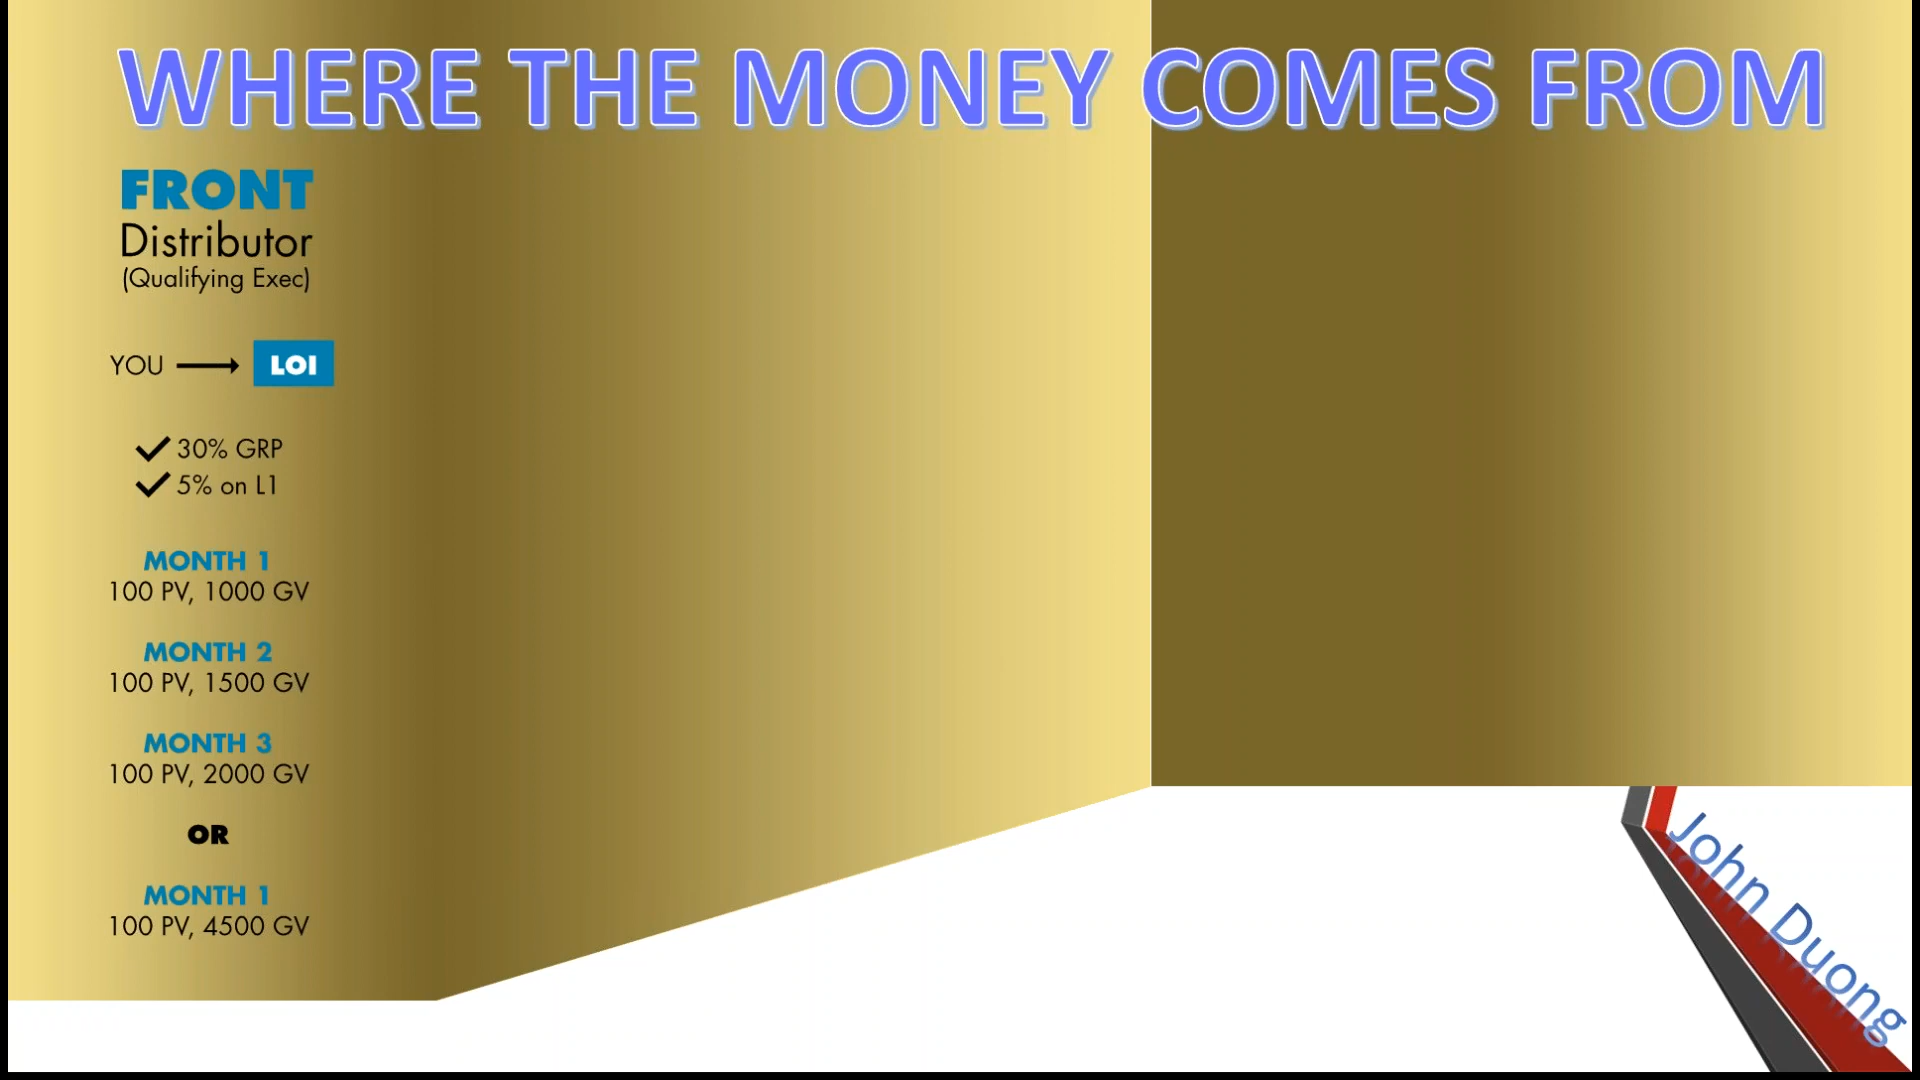 WHERE THE MONEY COMES FROM
FRONT
Distributor
(Qualifying Exec)
YOU LOI
30% GRP
5% on L1
MONTH 1
100 PV, 1000 GV
MONTH 2
100 PV, 1500 GV
MONTH 3
100 PV, 2000 GV
OR
MONTH 1
100 PV, 4500 GV
John Duong